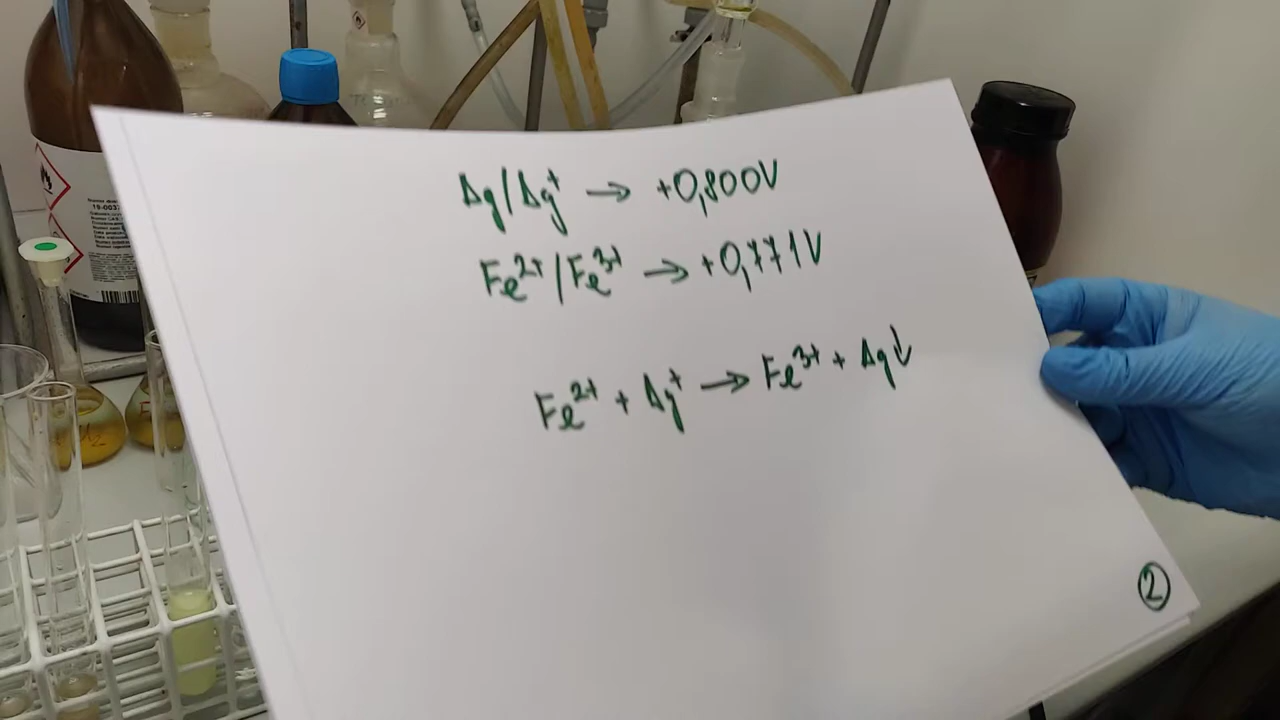 Ag/Ag⁺ → +0,800V
Fe²⁺/Fe³⁺ → +0,771V
Fe²⁺ + Ag⁺ → Fe³⁺ + Ag↓
②